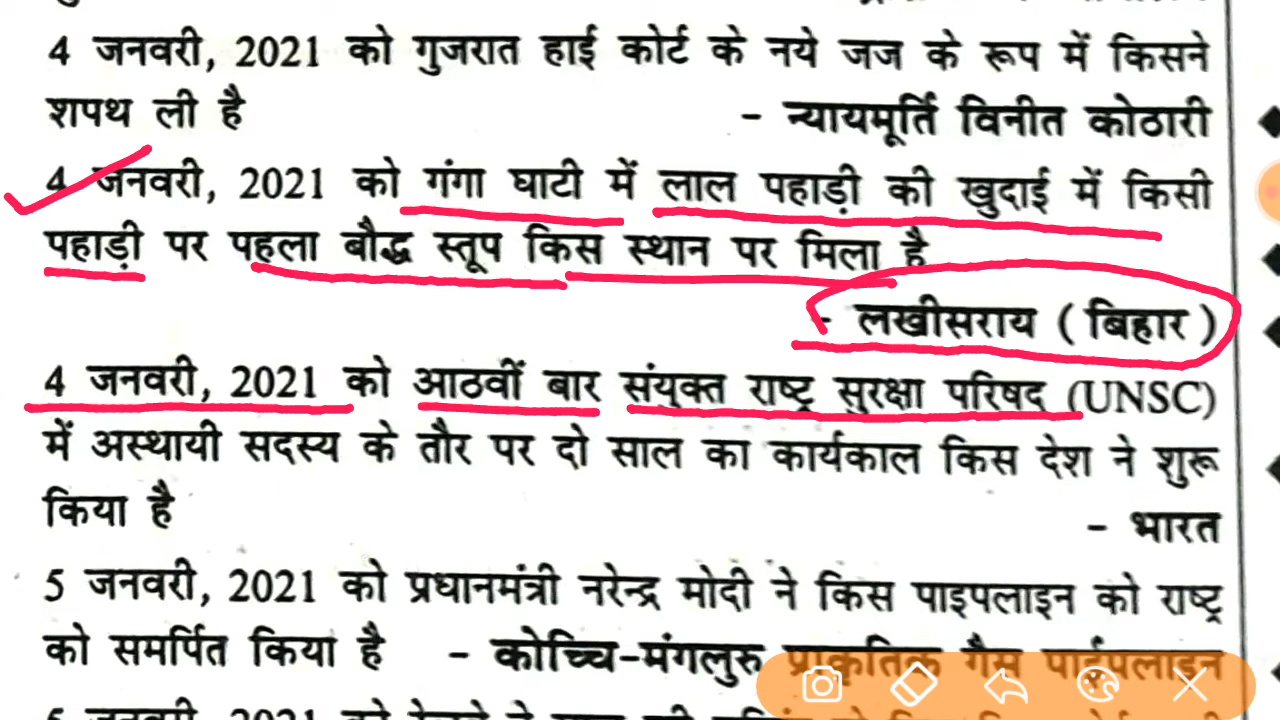 4 जनवरी, 2021 को गुजरात हाई कोर्ट के नये जज के रूप में किसने
शपथ ली है - न्यायमूर्ति विनीत कोठारी
4 जनवरी, 2021 को गंगा घाटी में लाल पहाड़ी की खुदाई में किसी
पहाड़ी पर पहला बौद्ध स्तूप किस स्थान पर मिला है
- लखीसराय ( बिहार )
4 जनवरी, 2021 को आठवीं बार संयुक्त राष्ट्र सुरक्षा परिषद (UNSC)
में अस्थायी सदस्य के तौर पर दो साल का कार्यकाल किस देश ने शुरू
किया है - भारत
5 जनवरी, 2021 को प्रधानमंत्री नरेन्द्र मोदी ने किस पाइपलाइन को राष्ट्र
को समर्पित किया है - कोच्चि-मंगलुरु प्राकृतिक गैस पाईपलाइन